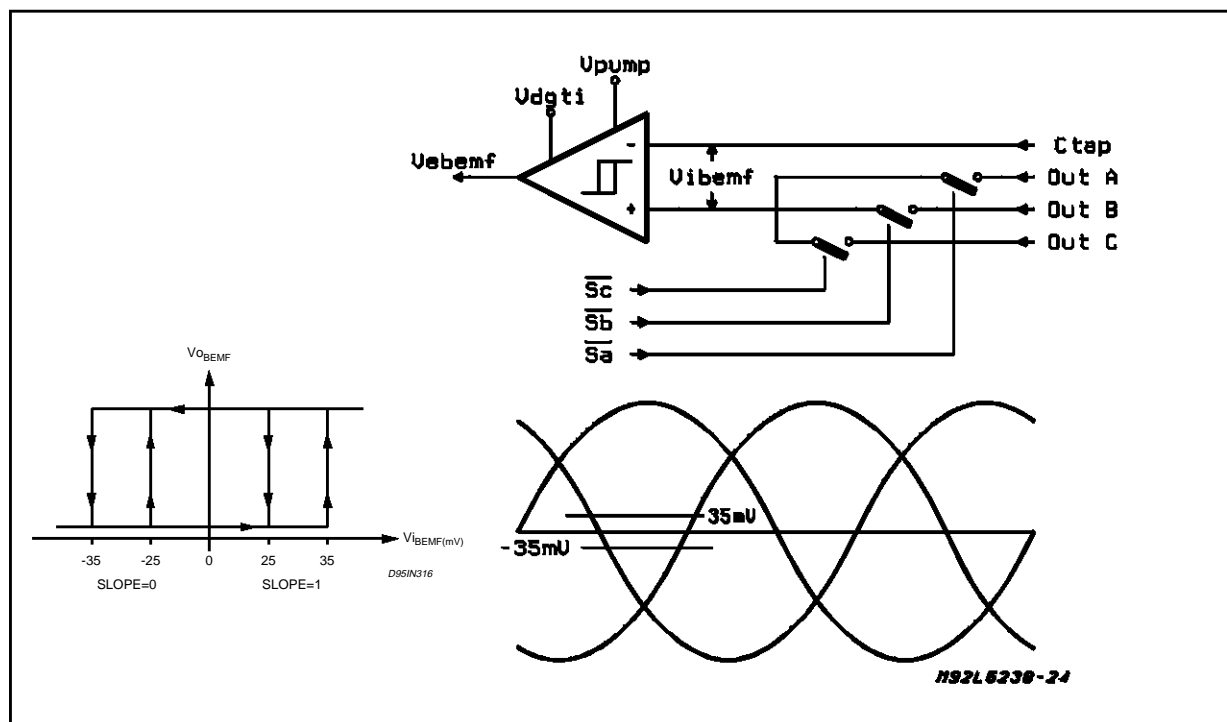 Vpump
Vdgti
Vebemf
-
+
Vibemf
Ctap
Out A
Out B
Out C
Sc
Sb
Sa
VoBEMF
ViBEMF(mV)
-35 -25 0 25 35
SLOPE=0 SLOPE=1
D95IN316
35mV
-35mV
M92L6238-24